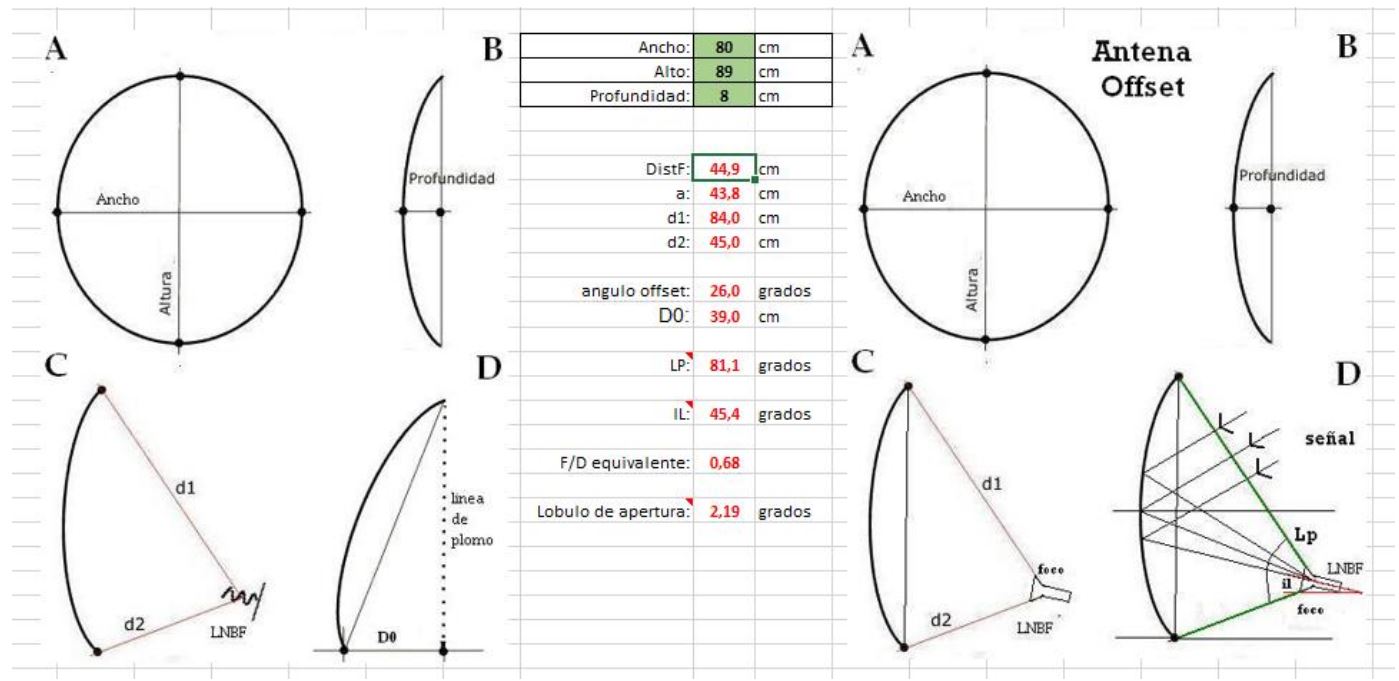 A
B
Ancho
Altura
Profundidad
C
D
d1
d2
LNBF
linea
de
plomo
D0
Ancho: 80 cm
Alto: 89 cm
Profundidad: 8 cm
DistF: 44,9 cm
a: 43,8 cm
d1: 84,0 cm
d2: 45,0 cm
angulo offset: 26,0 grados
D0: 39,0 cm
LP: 81,1 grados
IL: 45,4 grados
F/D equivalente: 0,68
Lobulo de apertura: 2,19 grados
A
Antena
Offset
B
Ancho
Altura
Profundidad
C
D
d1
d2
foco
LNBF
señal
Lp
LNBF
il
foco